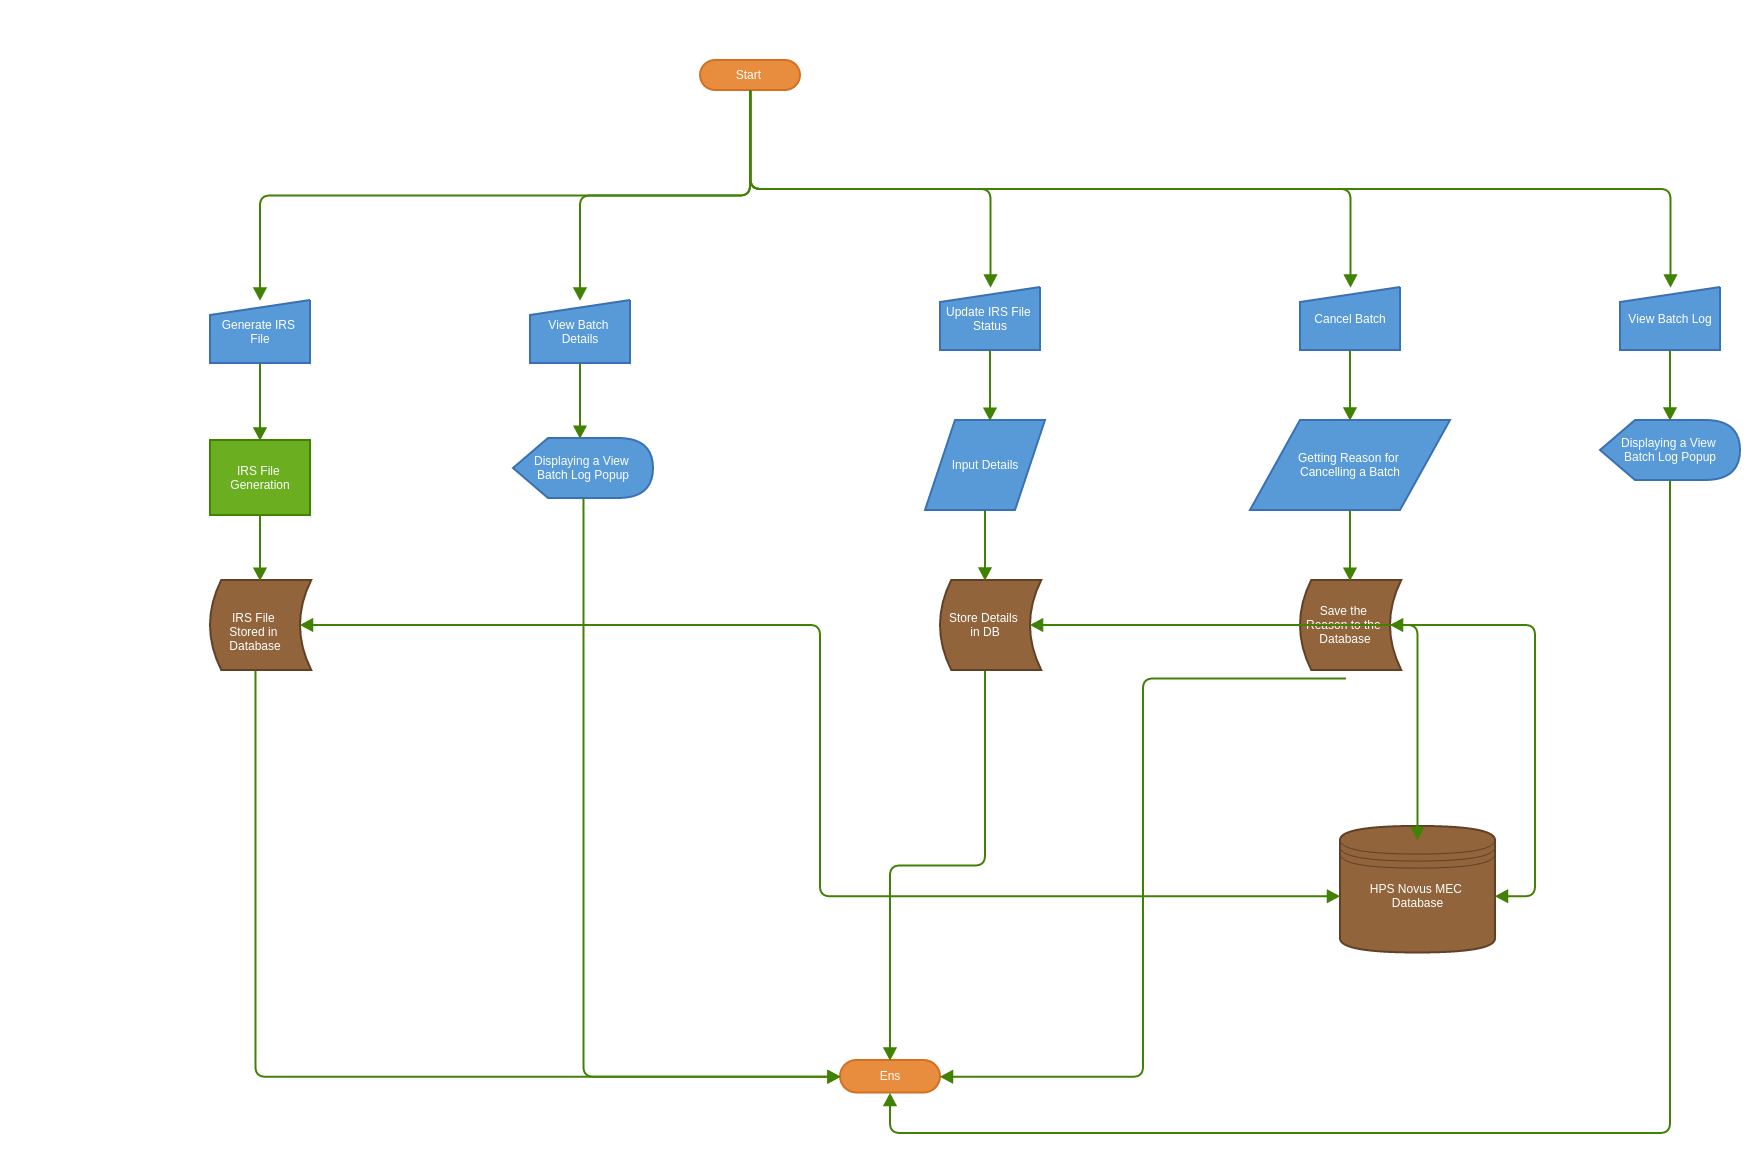 Start
Generate IRS
File
View Batch
Details
Update IRS File
Status
Cancel Batch
View Batch Log
IRS File
Generation
Displaying a View
Batch Log Popup
Input Details
Getting Reason for
Cancelling a Batch
Displaying a View
Batch Log Popup
IRS File
Stored in
Database
Store Details
in DB
Save the
Reason to the
Database
HPS Novus MEC
Database
Ens